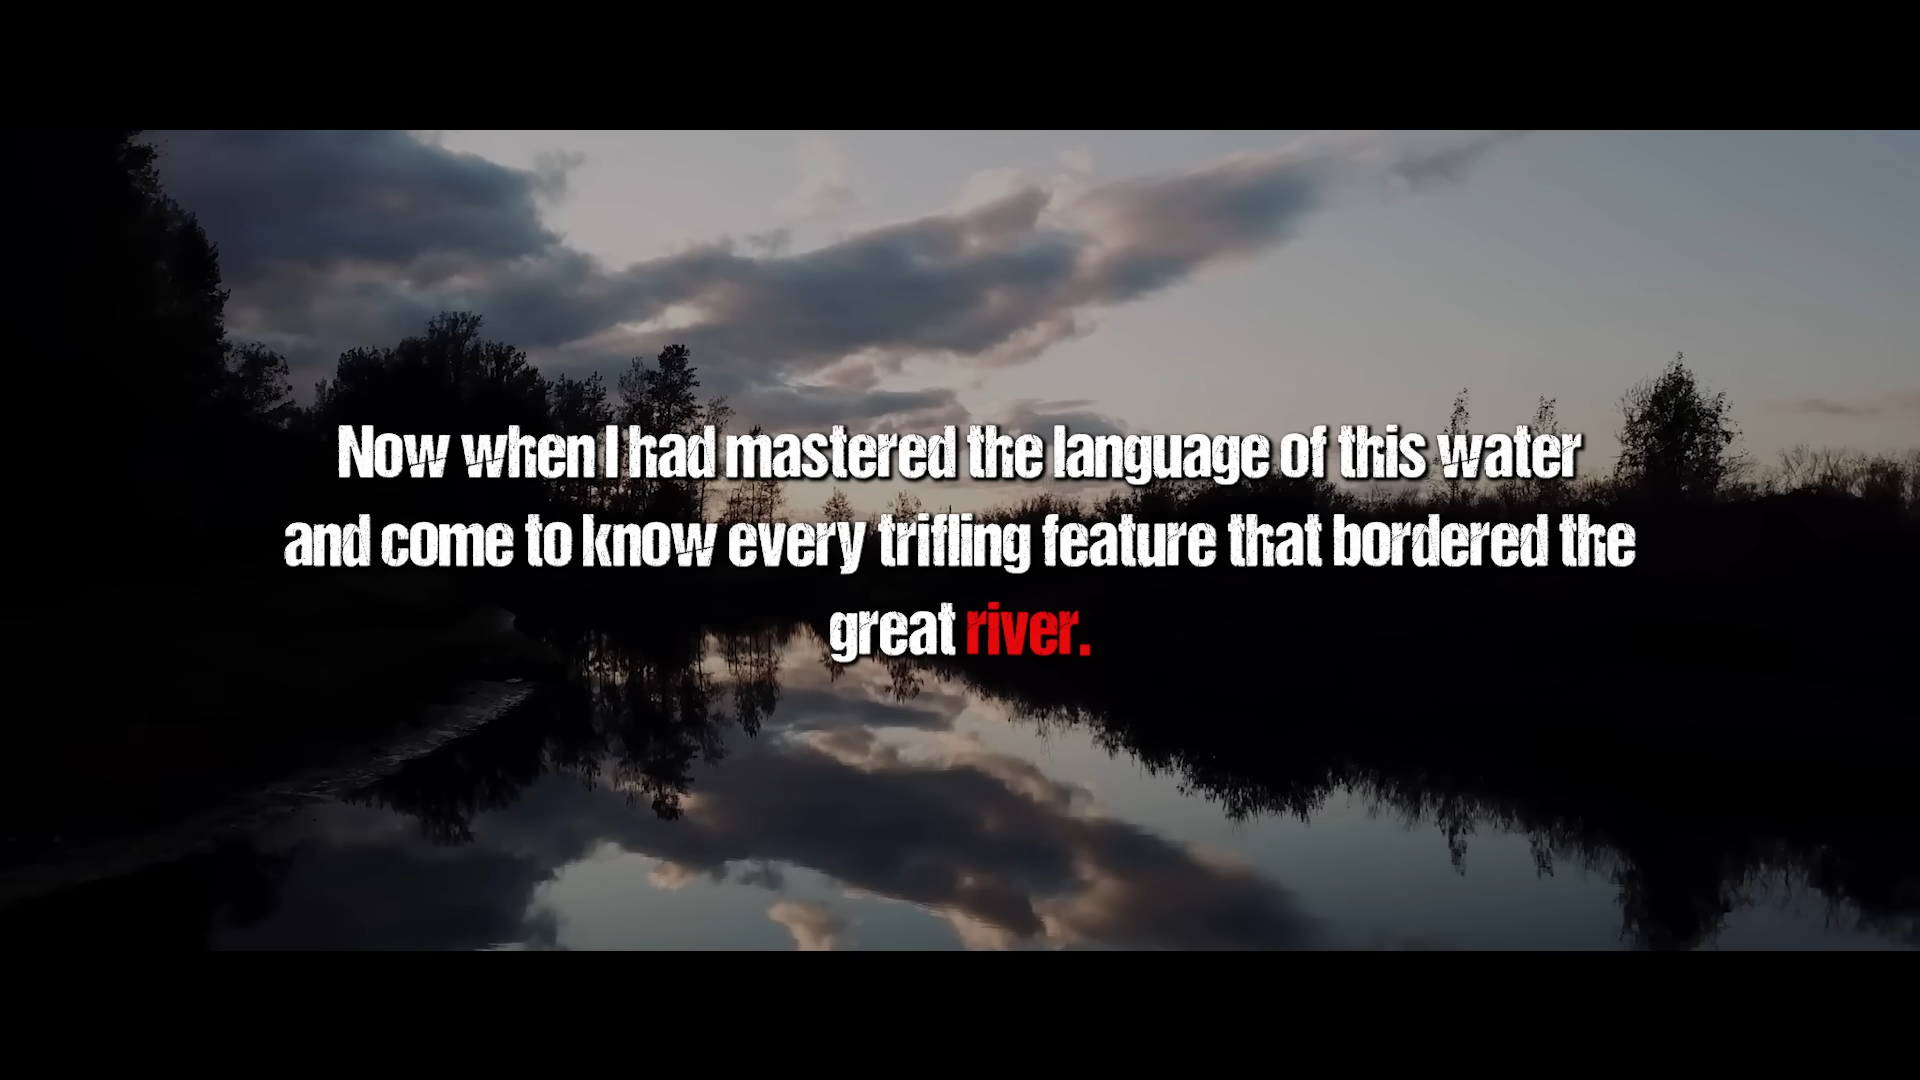 Now when I had mastered the language of this water
and come to know every trifling feature that bordered the
great river.